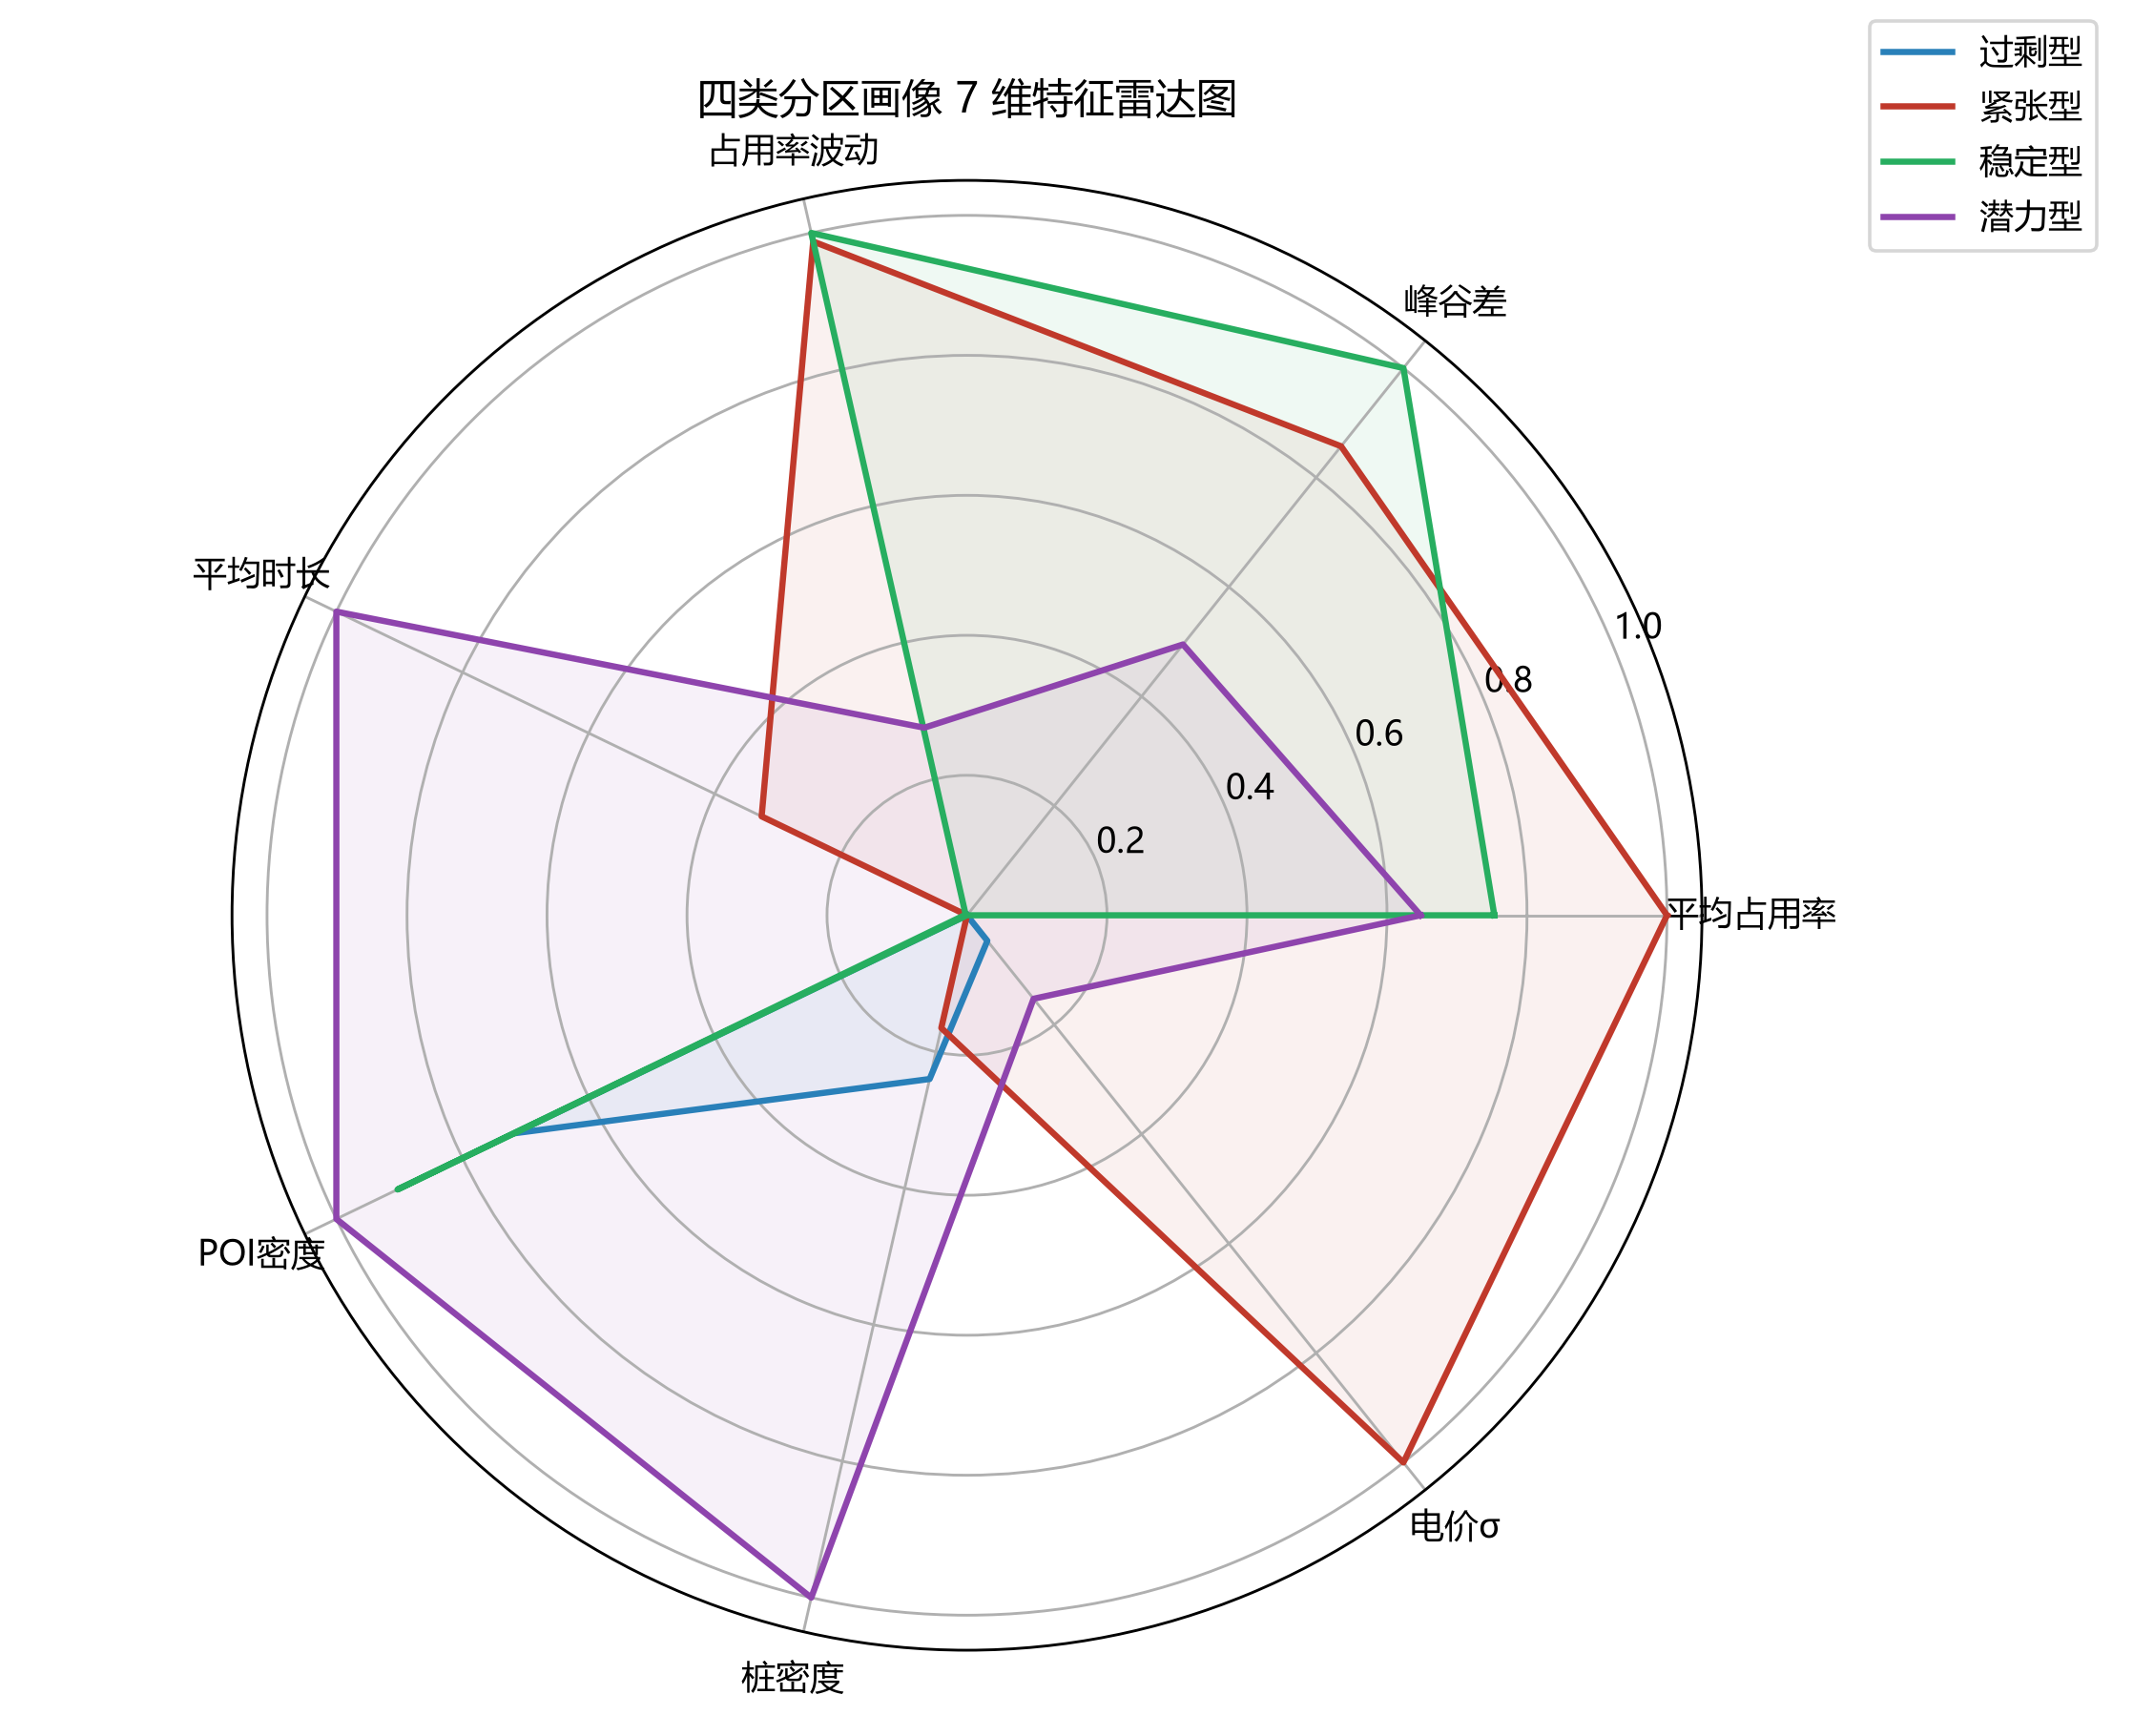 四类分区画像 7 维特征雷达图
过剩型
紧张型
稳定型
潜力型
占用率波动
峰谷差
平均时长
1.0
0.8
0.6
0.4
0.2
平均占用率
POI密度
电价σ
桩密度